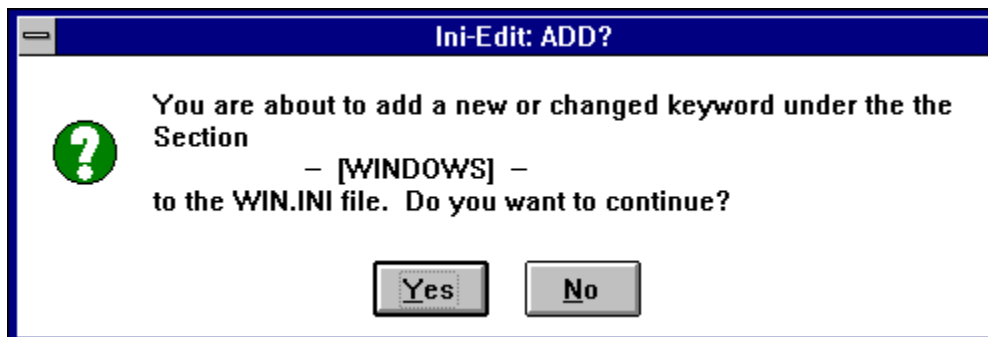 Ini-Edit: ADD?
You are about to add a new or changed keyword under the the
Section
– [WINDOWS] –
to the WIN.INI file.  Do you want to continue?
Yes No